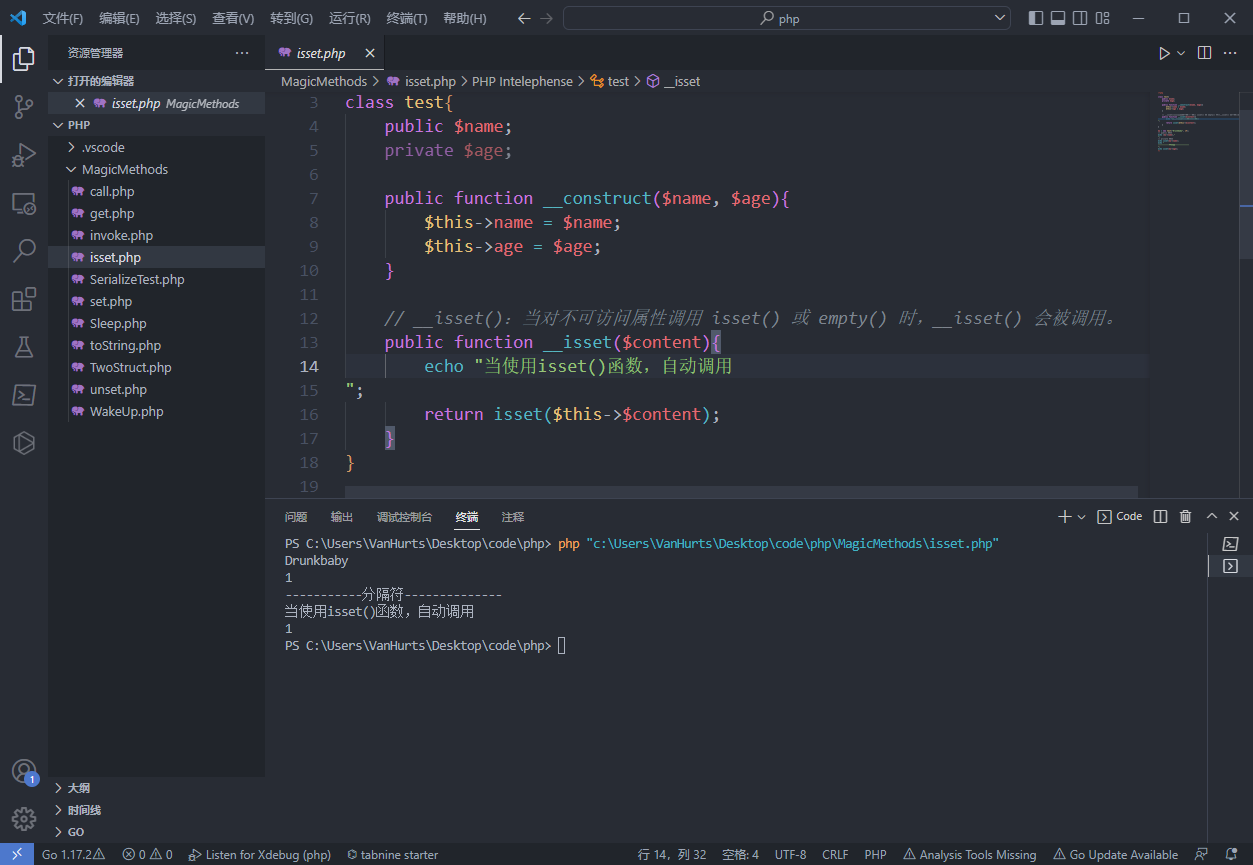 文件(F) 编辑(E) 选择(S) 查看(V) 转到(G) 运行(R) 终端(T) 帮助(H) php
资源管理器 ···
isset.php
打开的编辑器
isset.php MagicMethods
PHP
.vscode
MagicMethods
call.php
get.php
invoke.php
isset.php
SerializeTest.php
set.php
Sleep.php
toString.php
TwoStruct.php
unset.php
WakeUp.php
大纲
时间线
GO
MagicMethods > isset.php > PHP Intelephense > test > __isset
3 class test{
4 public $name;
5 private $age;
6
7 public function __construct($name, $age){
8 $this->name = $name;
9 $this->age = $age;
10 }
11
12 // __isset(): 当对不可访问属性调用 isset() 或 empty() 时，__isset() 会被调用。
13 public function __isset($content){
14 echo "当使用isset()函数，自动调用
15 ";
16 return isset($this->$content);
17 }
18 }
19
问题 输出 调试控制台 终端 注释 Code
PS C:\Users\VanHurts\Desktop\code\php> php "c:\Users\VanHurts\Desktop\code\php\MagicMethods\isset.php"
Drunkbaby
1
-----------分隔符--------------
当使用isset()函数，自动调用
1
PS C:\Users\VanHurts\Desktop\code\php>
1
Go 1.17.2 0 0 Listen for Xdebug (php) tabnine starter 行 14，列 32 空格: 4 UTF-8 CRLF PHP Analysis Tools Missing Go Update Available